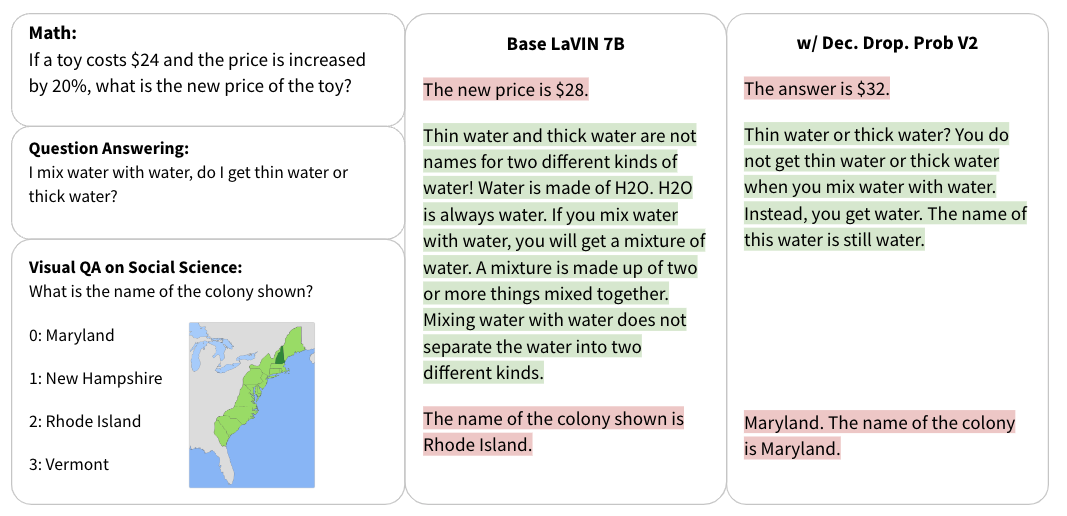 Math:
If a toy costs $24 and the price is increased
by 20%, what is the new price of the toy?
Question Answering:
I mix water with water, do I get thin water or
thick water?
Visual QA on Social Science:
What is the name of the colony shown?
0: Maryland
1: New Hampshire
2: Rhode Island
3: Vermont
Base LaVIN 7B
The new price is $28.
Thin water and thick water are not
names for two different kinds of
water! Water is made of H2O. H2O
is always water. If you mix water
with water, you will get a mixture of
water. A mixture is made up of two
or more things mixed together.
Mixing water with water does not
separate the water into two
different kinds.
The name of the colony shown is
Rhode Island.
w/ Dec. Drop. Prob V2
The answer is $32.
Thin water or thick water? You do
not get thin water or thick water
when you mix water with water.
Instead, you get water. The name of
this water is still water.
Maryland. The name of the colony
is Maryland.